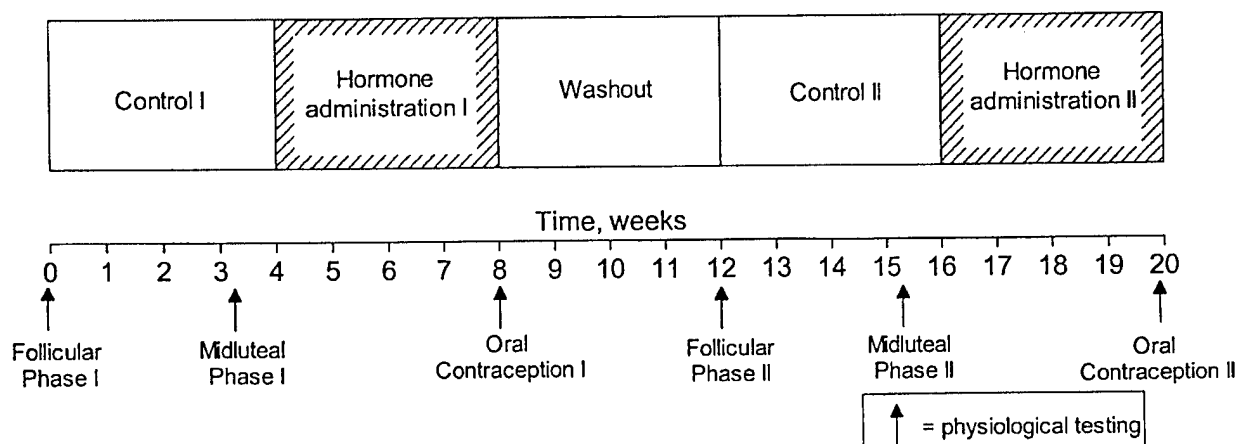 Control I
Hormone
administration I
Washout
Control II
Hormone
administration II
Time, weeks
0 1 2 3 4 5 6 7 8 9 10 11 12 13 14 15 16 17 18 19 20
Follicular
Phase I
Midluteal
Phase I
Oral
Contraception I
Follicular
Phase II
Midluteal
Phase II
Oral
Contraception II
= physiological testing